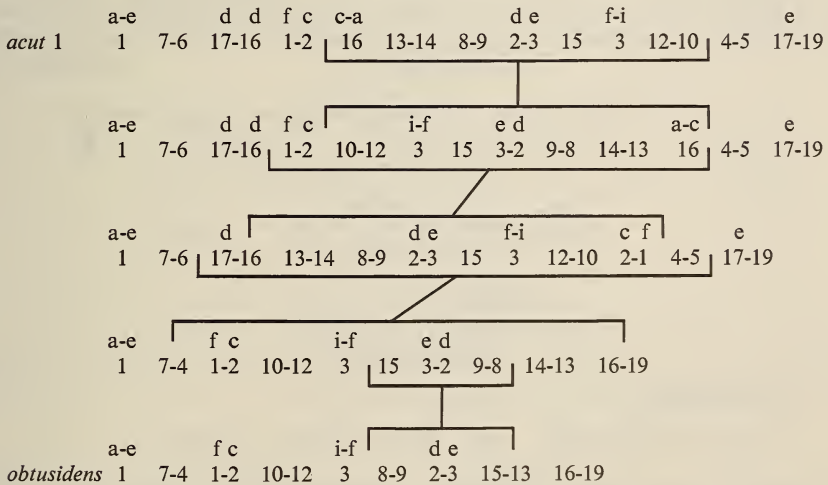 a-e d d f c c-a d e f-i e
acut 1 1 7-6 17-16 1-2 16 13-14 8-9 2-3 15 3 12-10 4-5 17-19
a-e d d f c i-f e d a-c e
1 7-6 17-16 1-2 10-12 3 15 3-2 9-8 14-13 16 4-5 17-19
a-e d d e f-i c f e
1 7-6 17-16 13-14 8-9 2-3 15 3 12-10 2-1 4-5 17-19
a-e f c i-f e d
1 7-4 1-2 10-12 3 15 3-2 9-8 14-13 16-19
a-e f c i-f d e
obtusidens 1 7-4 1-2 10-12 3 8-9 2-3 15-13 16-19